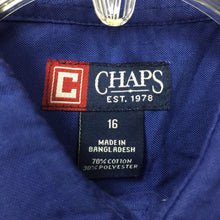 C CHAPS
EST. 1978
16
MADE IN
BANGLADESH
70% COTTON
30% POLYESTER